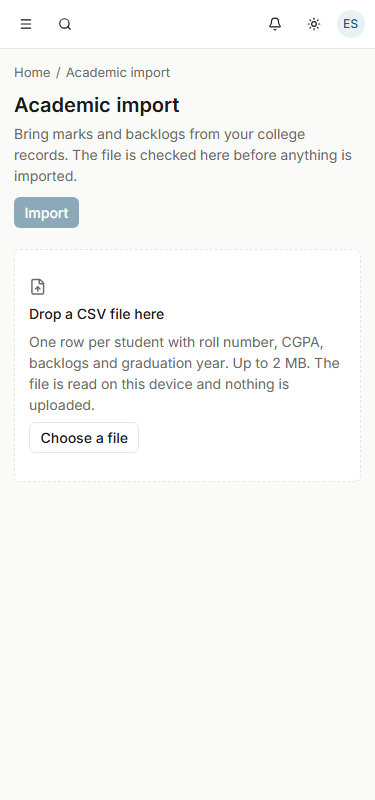 ES
Home / Academic import
Academic import
Bring marks and backlogs from your college
records. The file is checked here before anything is
imported.
Import
Drop a CSV file here
One row per student with roll number, CGPA,
backlogs and graduation year. Up to 2 MB. The
file is read on this device and nothing is
uploaded.
Choose a file